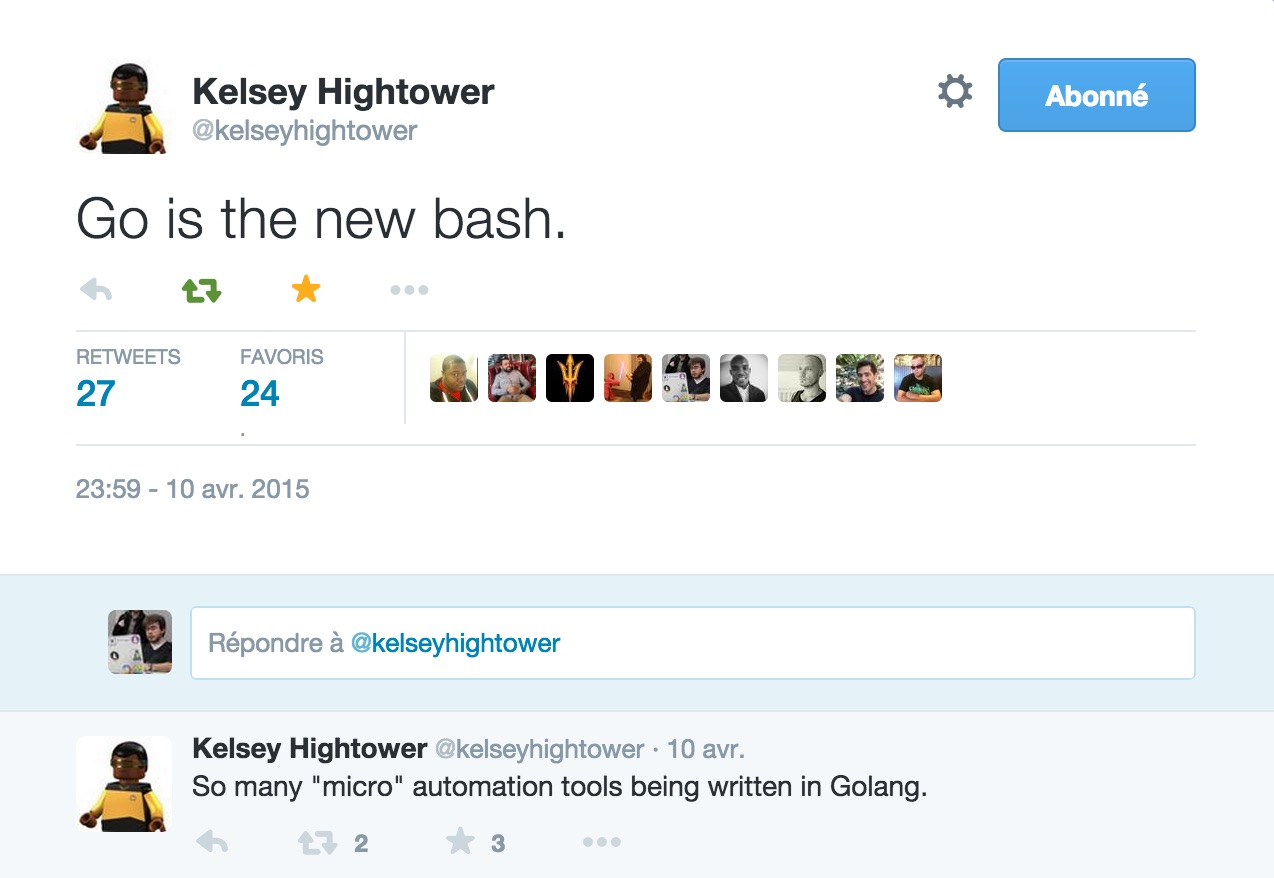 Kelsey Hightower
@kelseyhightower
Abonné
Go is the new bash.
RETWEETS
27
FAVORIS
24
23:59 - 10 avr. 2015
Répondre à @kelseyhightower
Kelsey Hightower @kelseyhightower · 10 avr.
So many "micro" automation tools being written in Golang.
2
3